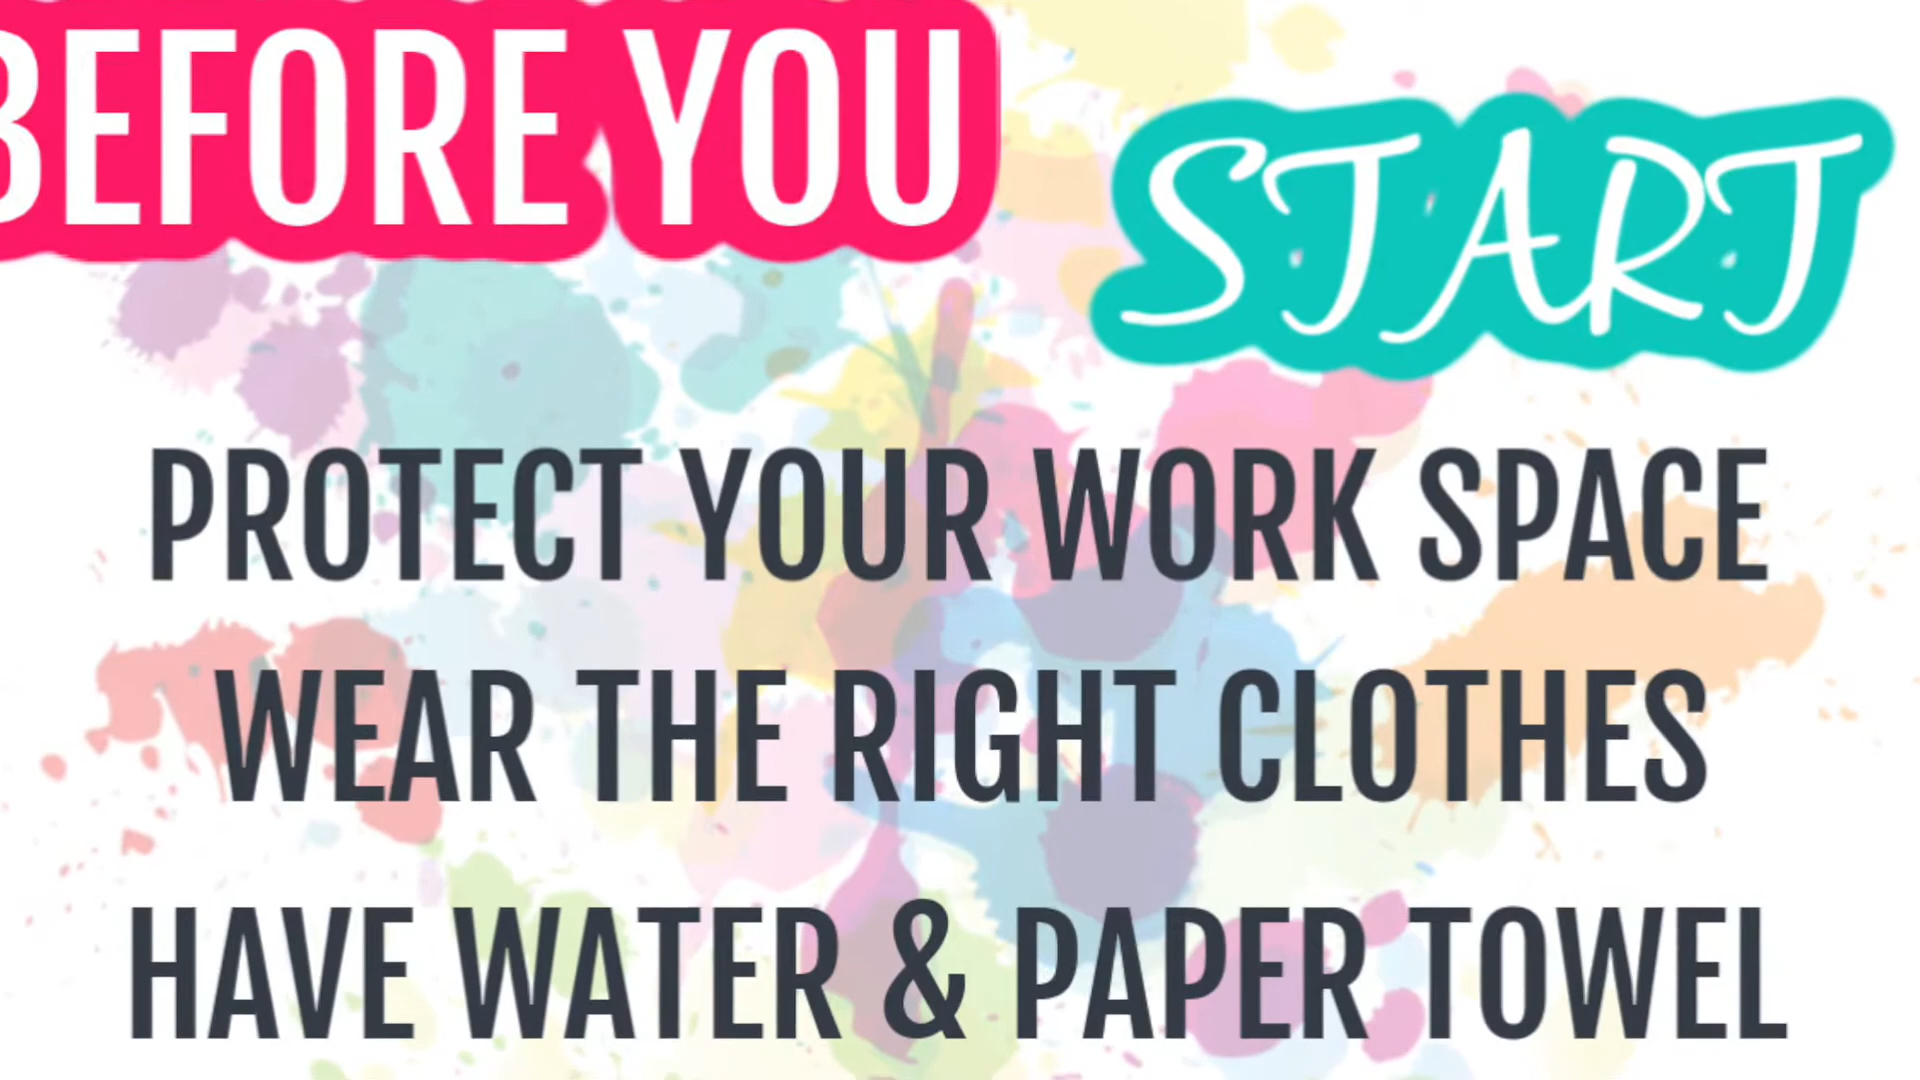 BEFORE YOU
START
PROTECT YOUR WORK SPACE
WEAR THE RIGHT CLOTHES
HAVE WATER & PAPER TOWEL